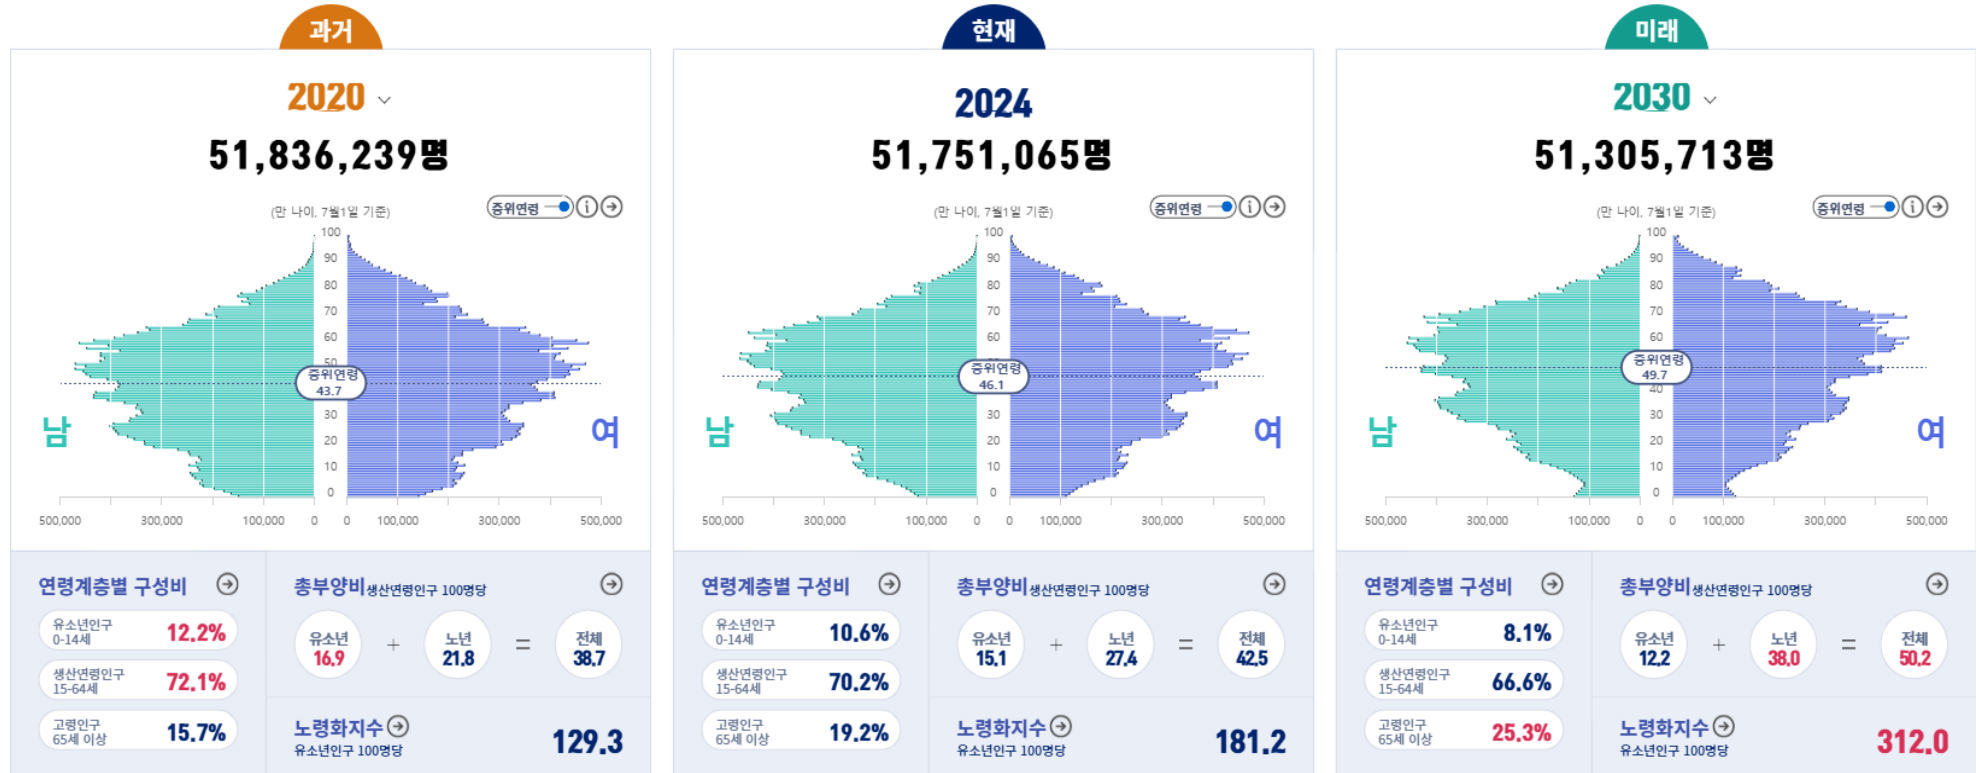 과거
2020
51,836,239명
(만 나이, 7월1일 기준)
중위연령
100
90
80
70
60
50
중위연령
43.7
30
20
10
0
남
여
500,000 300,000 100,000 0 0 100,000 300,000 500,000
연령계층별 구성비
유소년인구
0-14세
12.2%
생산연령인구
15-64세
72.1%
고령인구
65세 이상
15.7%
총부양비 생산연령인구 100명당
유소년
16.9
+
노년
21.8
=
전체
38.7
노령화지수
유소년인구 100명당
129.3
현재
2024
51,751,065명
(만 나이, 7월1일 기준)
중위연령
100
90
80
70
60
중위연령
46.1
30
20
10
0
남
여
500,000 300,000 100,000 0 0 100,000 300,000 500,000
연령계층별 구성비
유소년인구
0-14세
10.6%
생산연령인구
15-64세
70.2%
고령인구
65세 이상
19.2%
총부양비 생산연령인구 100명당
유소년
15.1
+
노년
27.4
=
전체
42.5
노령화지수
유소년인구 100명당
181.2
미래
2030
51,305,713명
(만 나이, 7월1일 기준)
중위연령
100
90
80
70
60
중위연령
49.7
40
30
20
10
0
남
여
500,000 300,000 100,000 0 0 100,000 300,000 500,000
연령계층별 구성비
유소년인구
0-14세
8.1%
생산연령인구
15-64세
66.6%
고령인구
65세 이상
25.3%
총부양비 생산연령인구 100명당
유소년
12.2
+
노년
38.0
=
전체
50.2
노령화지수
유소년인구 100명당
312.0